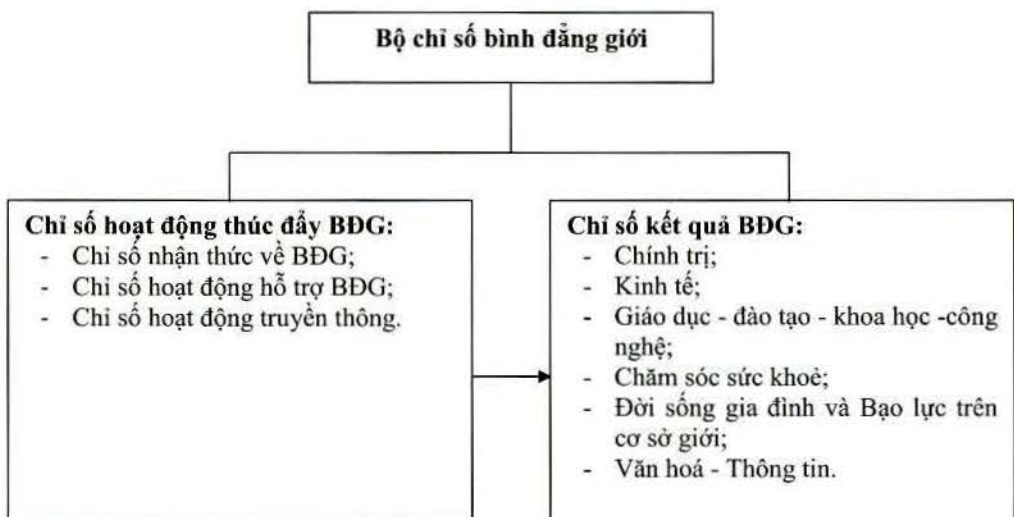 Bộ chỉ số bình đẳng giới
Chỉ số hoạt động thúc đẩy BĐG:
- Chỉ số nhận thức về BĐG;
- Chỉ số hoạt động hỗ trợ BĐG;
- Chỉ số hoạt động truyền thông.
Chỉ số kết quả BĐG:
- Chính trị;
- Kinh tế;
- Giáo dục - đào tạo - khoa học -công
nghệ;
- Chăm sóc sức khoẻ;
- Đời sống gia đình và Bạo lực trên
cơ sở giới;
- Văn hoá - Thông tin.